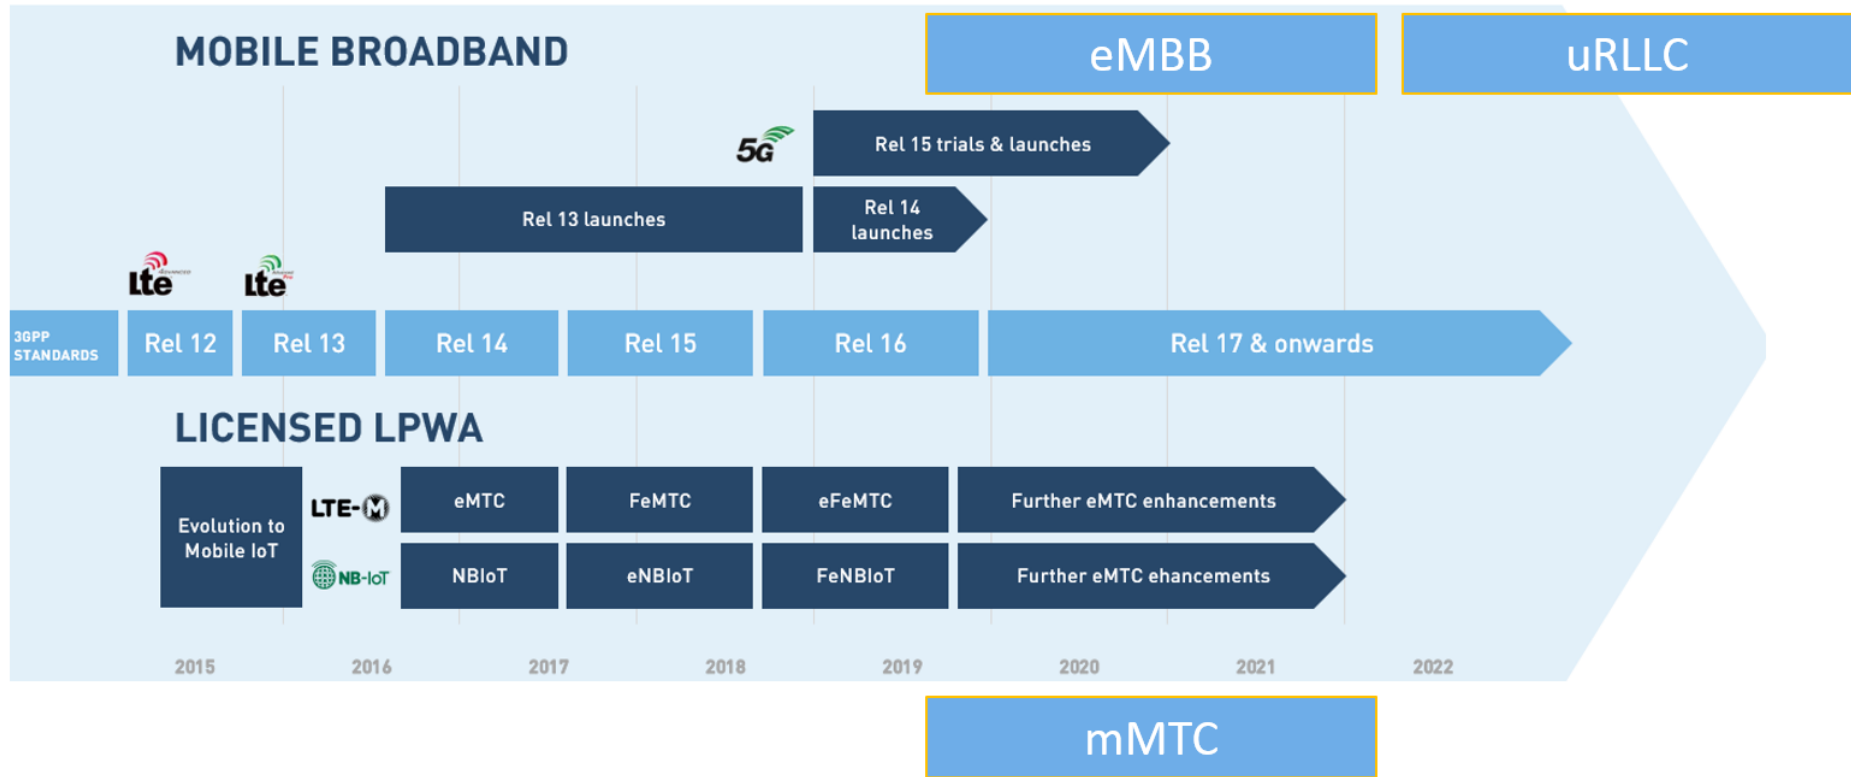 MOBILE BROADBAND
eMBB
uRLLC
5G
Rel 15 trials & launches
Rel 13 launches
Rel 14
launches
Lte ADVANCED
Lte Advanced Pro
3GPP
STANDARDS
Rel 12
Rel 13
Rel 14
Rel 15
Rel 16
Rel 17 & onwards
LICENSED LPWA
Evolution to
Mobile IoT
LTE-M
eMTC
FeMTC
eFeMTC
Further eMTC enhancements
NB-IoT
NBIoT
eNBIoT
FeNBIoT
Further eMTC ehancements
2015
2016
2017
2018
2019
2020
2021
2022
mMTC